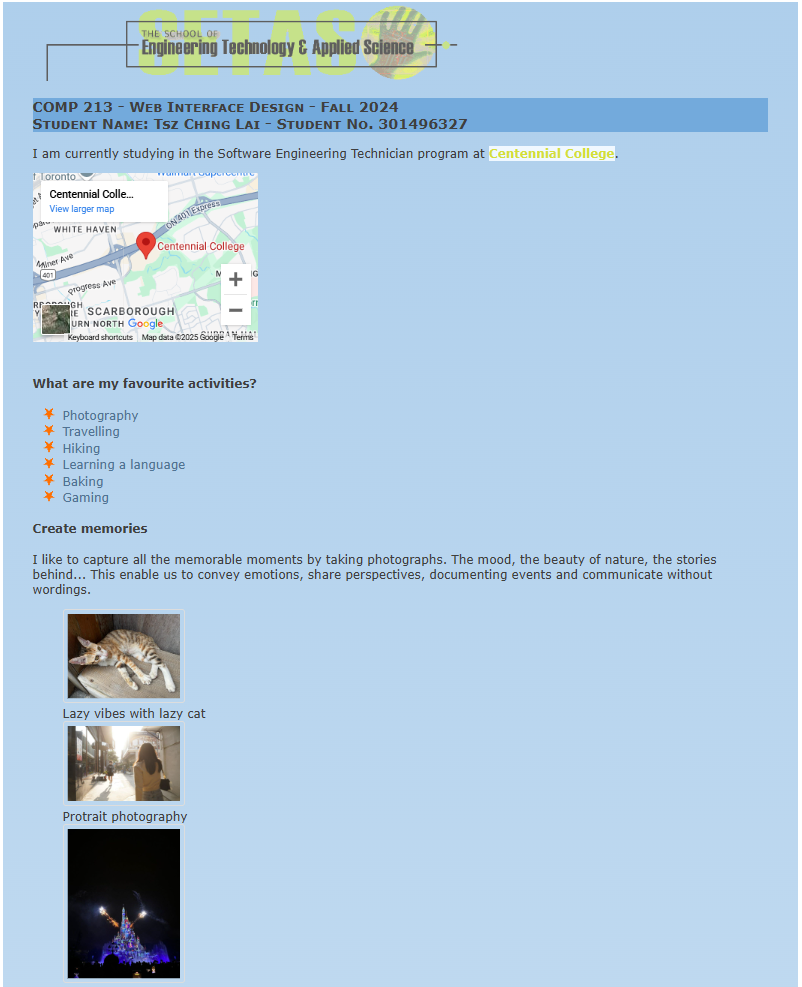 CETAS
THE SCHOOL OF
Engineering Technology & Applied Science
COMP 213 - Web Interface Design - Fall 2024
Student Name: Tsz Ching Lai - Student No. 301496327
I am currently studying in the Software Engineering Technician program at Centennial College.
f Toronto
Walmart Supercentre
Centennial Colle...
View larger map
WHITE HAVEN
ON-401 Express
Centennial College
Milner Ave
401
rogress Ave
+
SCARBOROUGH
URN NORTH
Google
Keyboard shortcuts Map data ©2025 Google Terms
What are my favourite activities?
Photography
Travelling
Hiking
Learning a language
Baking
Gaming
Create memories
I like to capture all the memorable moments by taking photographs. The mood, the beauty of nature, the stories
behind... This enable us to convey emotions, share perspectives, documenting events and communicate without
wordings.
Lazy vibes with lazy cat
Protrait photography